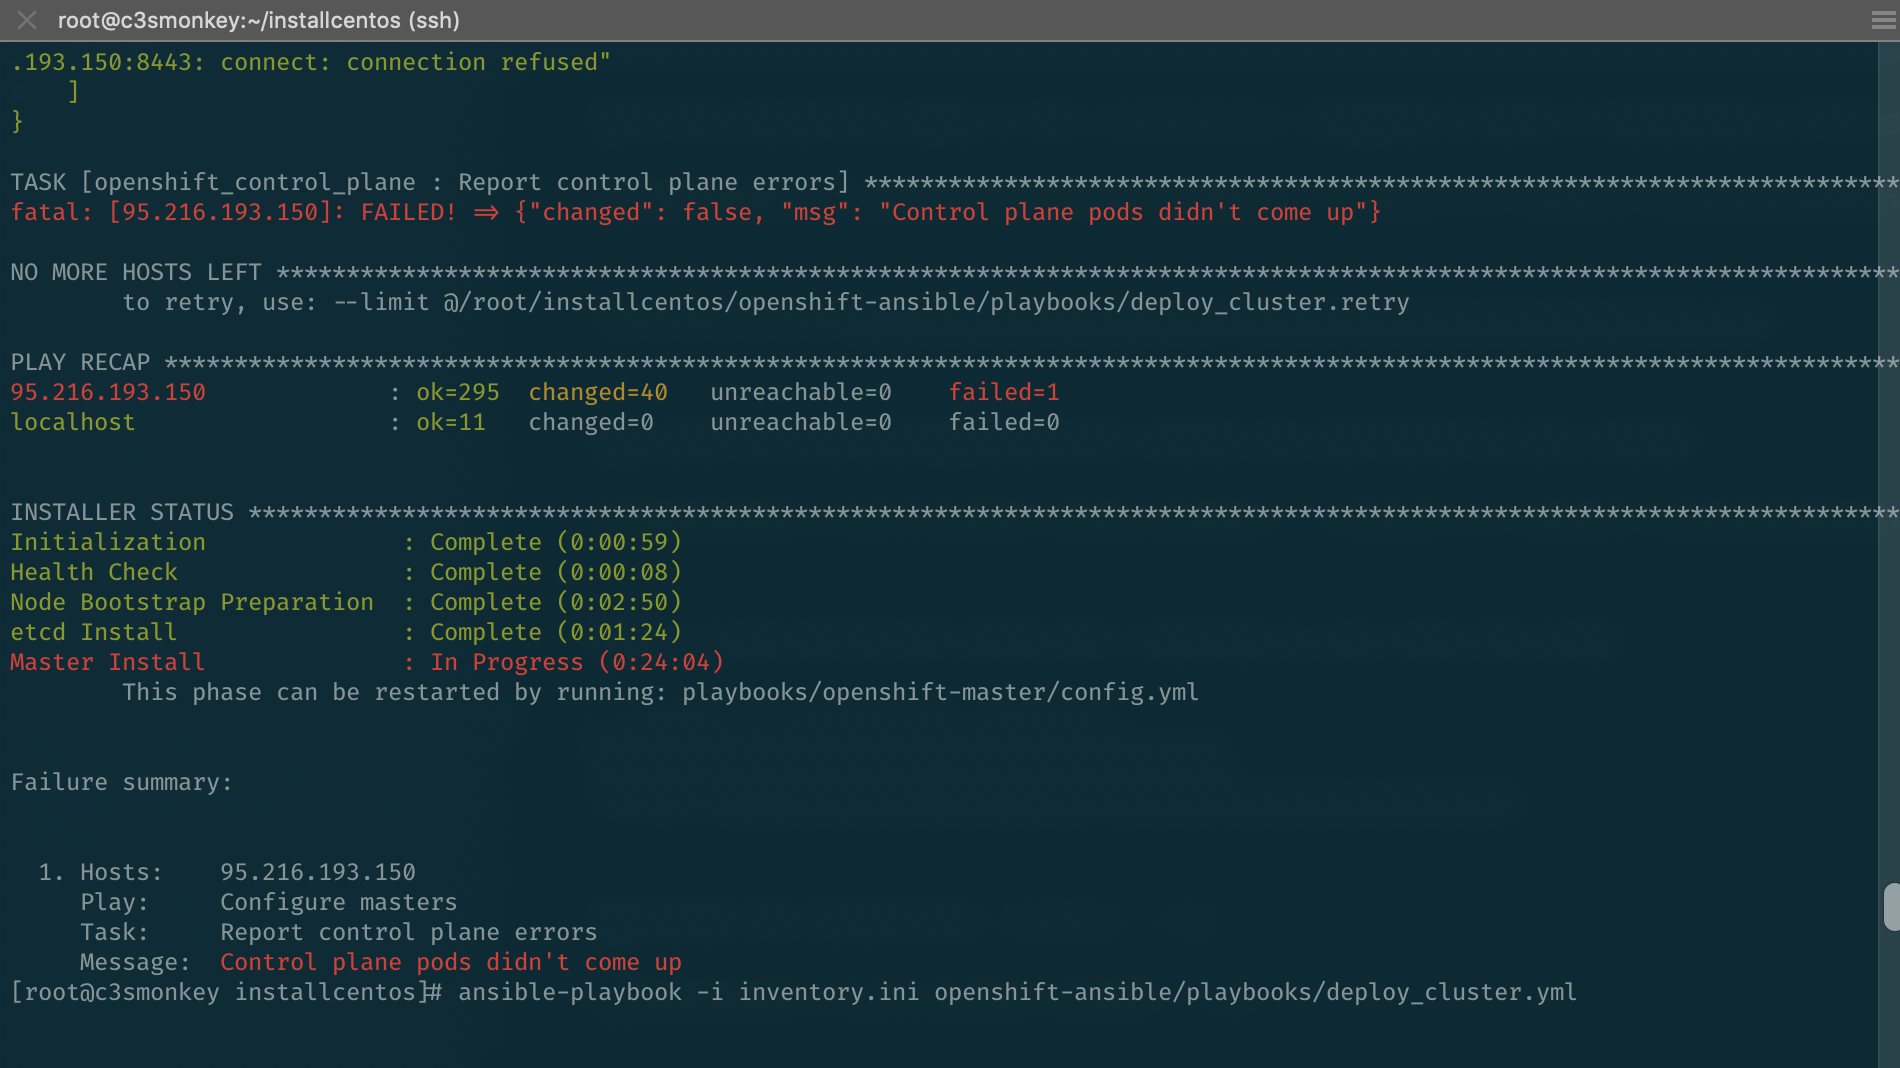 root@c3smonkey:~/installcentos (ssh)
.193.150:8443: connect: connection refused"
    ]
}
TASK [openshift_control_plane : Report control plane errors] **************************************************************************
fatal: [95.216.193.150]: FAILED! => {"changed": false, "msg": "Control plane pods didn't come up"}
NO MORE HOSTS LEFT ********************************************************************************************************************
        to retry, use: --limit @/root/installcentos/openshift-ansible/playbooks/deploy_cluster.retry
PLAY RECAP ****************************************************************************************************************************
95.216.193.150             : ok=295  changed=40   unreachable=0    failed=1
localhost                  : ok=11   changed=0    unreachable=0    failed=0
INSTALLER STATUS **********************************************************************************************************************
Initialization              : Complete (0:00:59)
Health Check                : Complete (0:00:08)
Node Bootstrap Preparation  : Complete (0:02:50)
etcd Install                : Complete (0:01:24)
Master Install              : In Progress (0:24:04)
        This phase can be restarted by running: playbooks/openshift-master/config.yml
Failure summary:
  1. Hosts:    95.216.193.150
     Play:     Configure masters
     Task:     Report control plane errors
     Message:  Control plane pods didn't come up
[root@c3smonkey installcentos]# ansible-playbook -i inventory.ini openshift-ansible/playbooks/deploy_cluster.yml